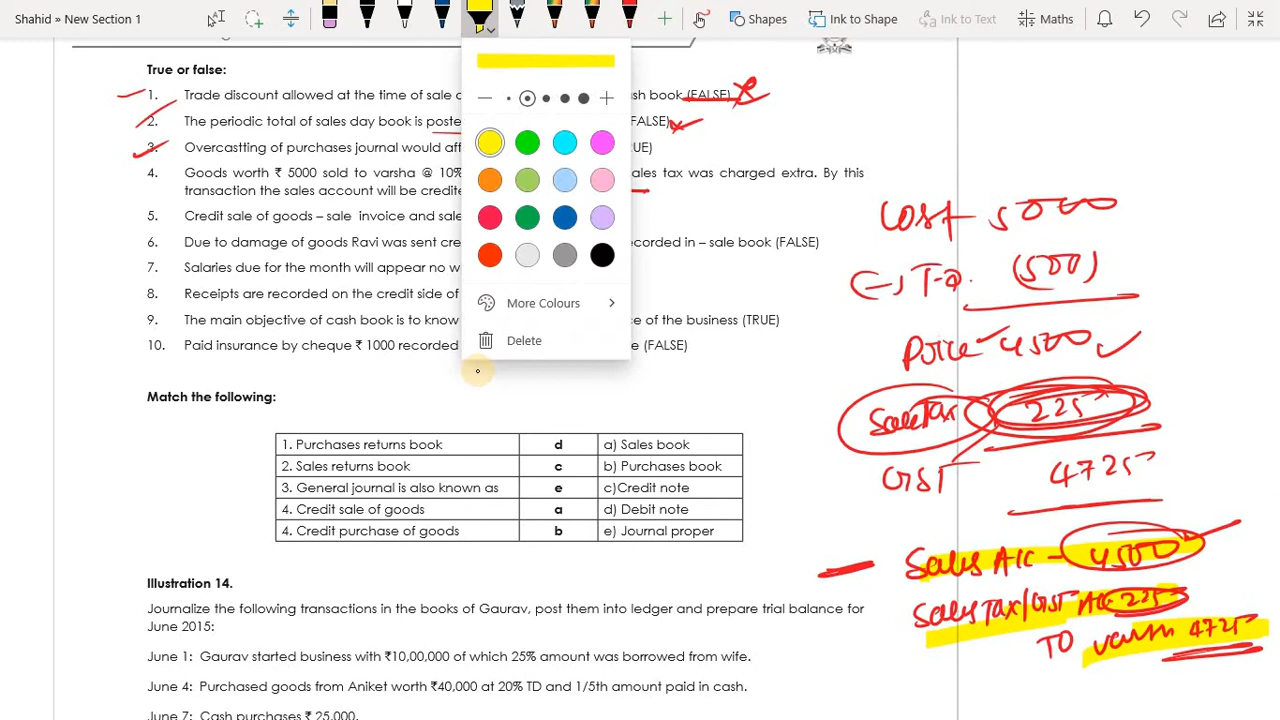 Shahid » New Section 1
Shapes
Ink to Shape
Ink to Text
Maths
True or false:
1. Trade discount allowed at the time of sale sh book (FALSE)
2. The periodic total of sales day book is poste FALSE)
3. Overcastting of purchases journal would aff UE)
4. Goods worth ₹ 5000 sold to varsha @ 10% ales tax was charged extra. By this
transaction the sales account will be credite
5. Credit sale of goods – sale invoice and sal
6. Due to damage of goods Ravi was sent cre ecorded in – sale book (FALSE)
7. Salaries due for the month will appear no w
8. Receipts are recorded on the credit side of
9. The main objective of cash book is to know ce of the business (TRUE)
10. Paid insurance by cheque ₹ 1000 recorded e (FALSE)
More Colours
Delete
Cost 5000
(-) T.D. (500)
Price 4500
Sales Tax 225
GST 4725
Sales A/c - 4500
Sales Tax/GST A/c 225
TO varsha 4725
Match the following:
1. Purchases returns book d a) Sales book
2. Sales returns book c b) Purchases book
3. General journal is also known as e c)Credit note
4. Credit sale of goods a d) Debit note
4. Credit purchase of goods b e) Journal proper
Illustration 14.
Journalize the following transactions in the books of Gaurav, post them into ledger and prepare trial balance for
June 2015:
June 1: Gaurav started business with ₹10,00,000 of which 25% amount was borrowed from wife.
June 4: Purchased goods from Aniket worth ₹40,000 at 20% TD and 1/5th amount paid in cash.
June 7: Cash purchases ₹ 25,000.